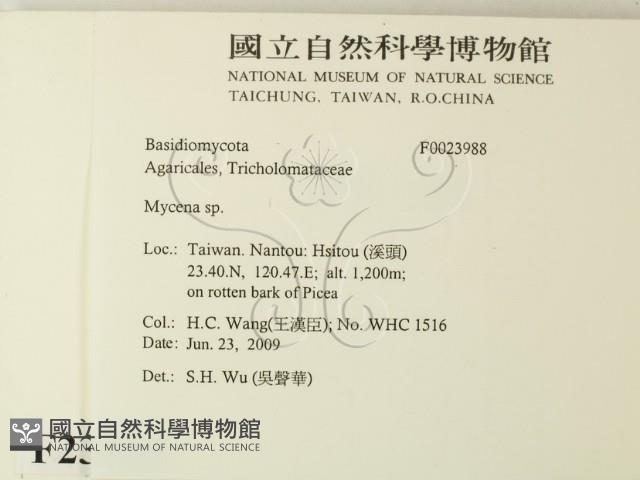 國立自然科學博物館
NATIONAL MUSEUM OF NATURAL SCIENCE
TAICHUNG, TAIWAN, R.O.CHINA
Basidiomycota F0023988
Agaricales, Tricholomataceae
Mycena sp.
Loc.: Taiwan. Nantou: Hsitou (溪頭)
23.40.N, 120.47.E; alt. 1,200m;
on rotten bark of Picea
Col.: H.C. Wang(王漢臣); No. WHC 1516
Date: Jun. 23, 2009
Det.: S.H. Wu (吳聲華)
國立自然科學博物館
NATIONAL MUSEUM OF NATURAL SCIENCE